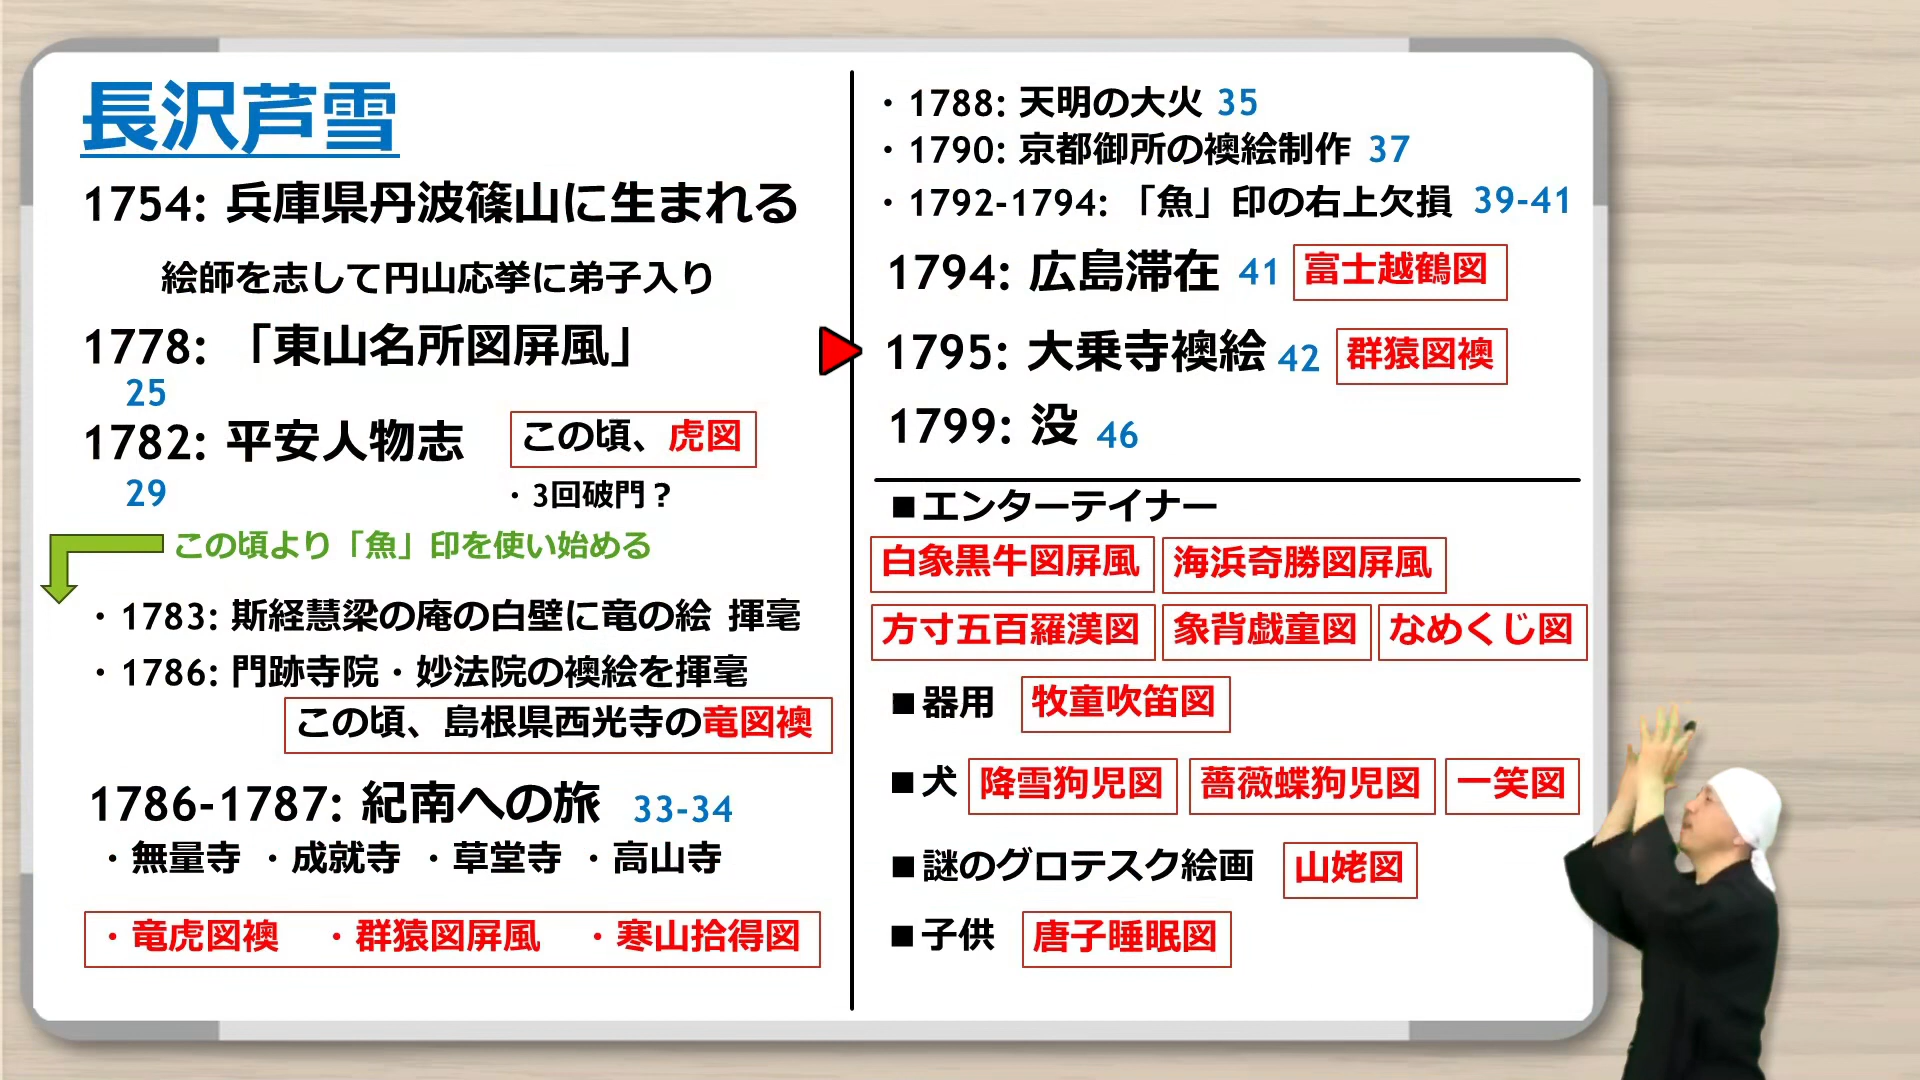 長沢芦雪
1754: 兵庫県丹波篠山に生まれる
絵師を志して円山応挙に弟子入り
1778: 「東山名所図屏風」
25
1782: 平安人物志 この頃、虎図
29 ・3回破門？
この頃より「魚」印を使い始める
・1783: 斯経慧梁の庵の白壁に竜の絵 揮毫
・1786: 門跡寺院・妙法院の襖絵を揮毫
この頃、島根県西光寺の竜図襖
1786-1787: 紀南への旅 33-34
・無量寺 ・成就寺 ・草堂寺 ・高山寺
・竜虎図襖 ・群猿図屏風 ・寒山拾得図
・1788: 天明の大火 35
・1790: 京都御所の襖絵制作 37
・1792-1794: 「魚」印の右上欠損 39-41
1794: 広島滞在 41 富士越鶴図
1795: 大乗寺襖絵 42 群猿図襖
1799: 没 46
■エンターテイナー
白象黒牛図屏風 海浜奇勝図屏風
方寸五百羅漢図 象背戯童図 なめくじ図
■器用 牧童吹笛図
■犬 降雪狗児図 薔薇蝶狗児図 一笑図
■謎のグロテスク絵画 山姥図
■子供 唐子睡眠図